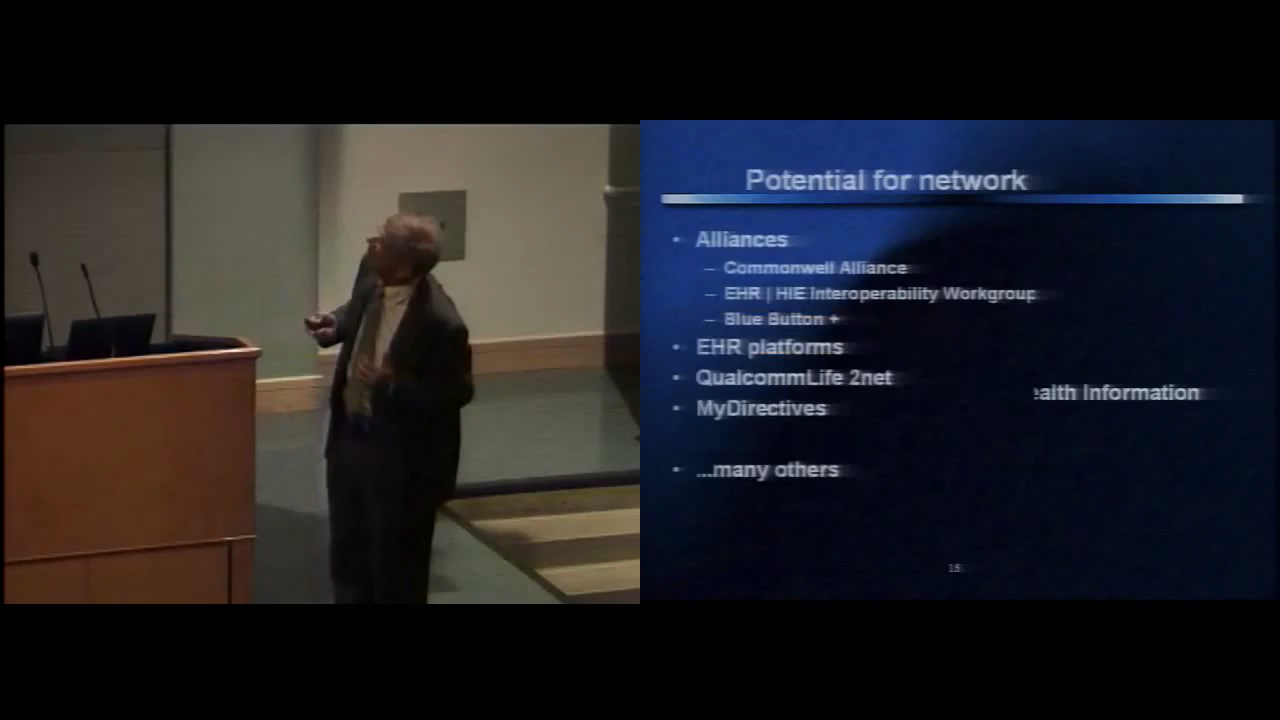 Potential for network
• Alliances
– Commonwell Alliance
– EHR | HIE Interoperability Workgroup
– Blue Button +
• EHR platforms
• QualcommLife 2net
ealth Information
• MyDirectives
• ...many others